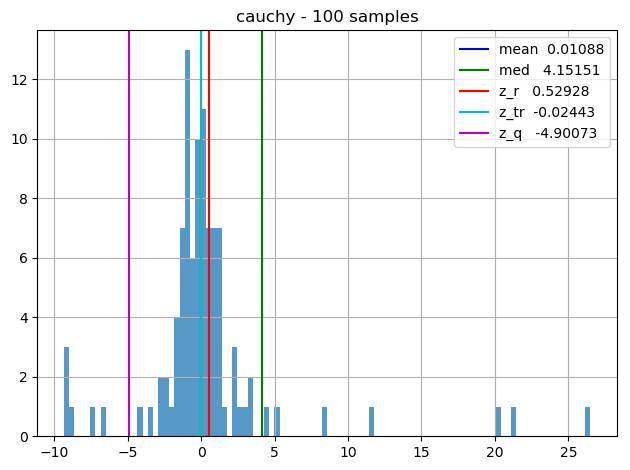 cauchy - 100 samples
mean 0.01088
med 4.15151
z_r 0.52928
z_tr -0.02443
z_q -4.90073
12
10
8
6
4
2
0
−10 −5 0 5 10 15 20 25